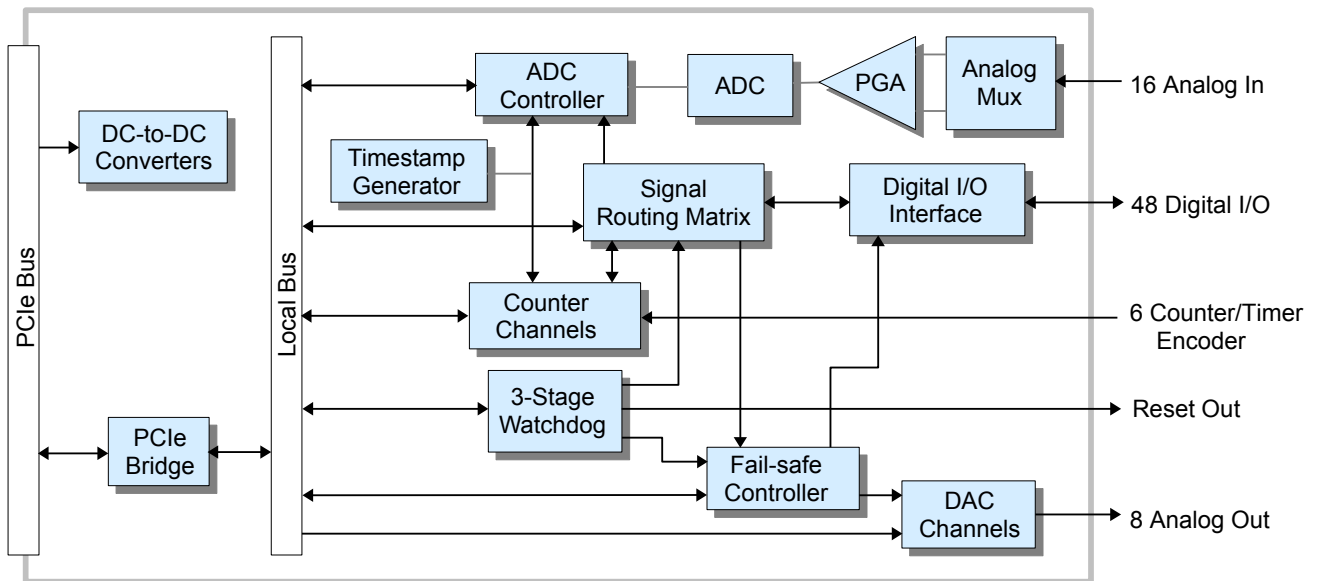 ADC
Controller
ADC
PGA
Analog
Mux
16 Analog In
DC-to-DC
Converters
Timestamp
Generator
Signal
Routing Matrix
Digital I/O
Interface
48 Digital I/O
PCIe Bus
Local Bus
Counter
Channels
6 Counter/Timer
Encoder
3-Stage
Watchdog
Reset Out
PCIe
Bridge
Fail-safe
Controller
DAC
Channels
8 Analog Out